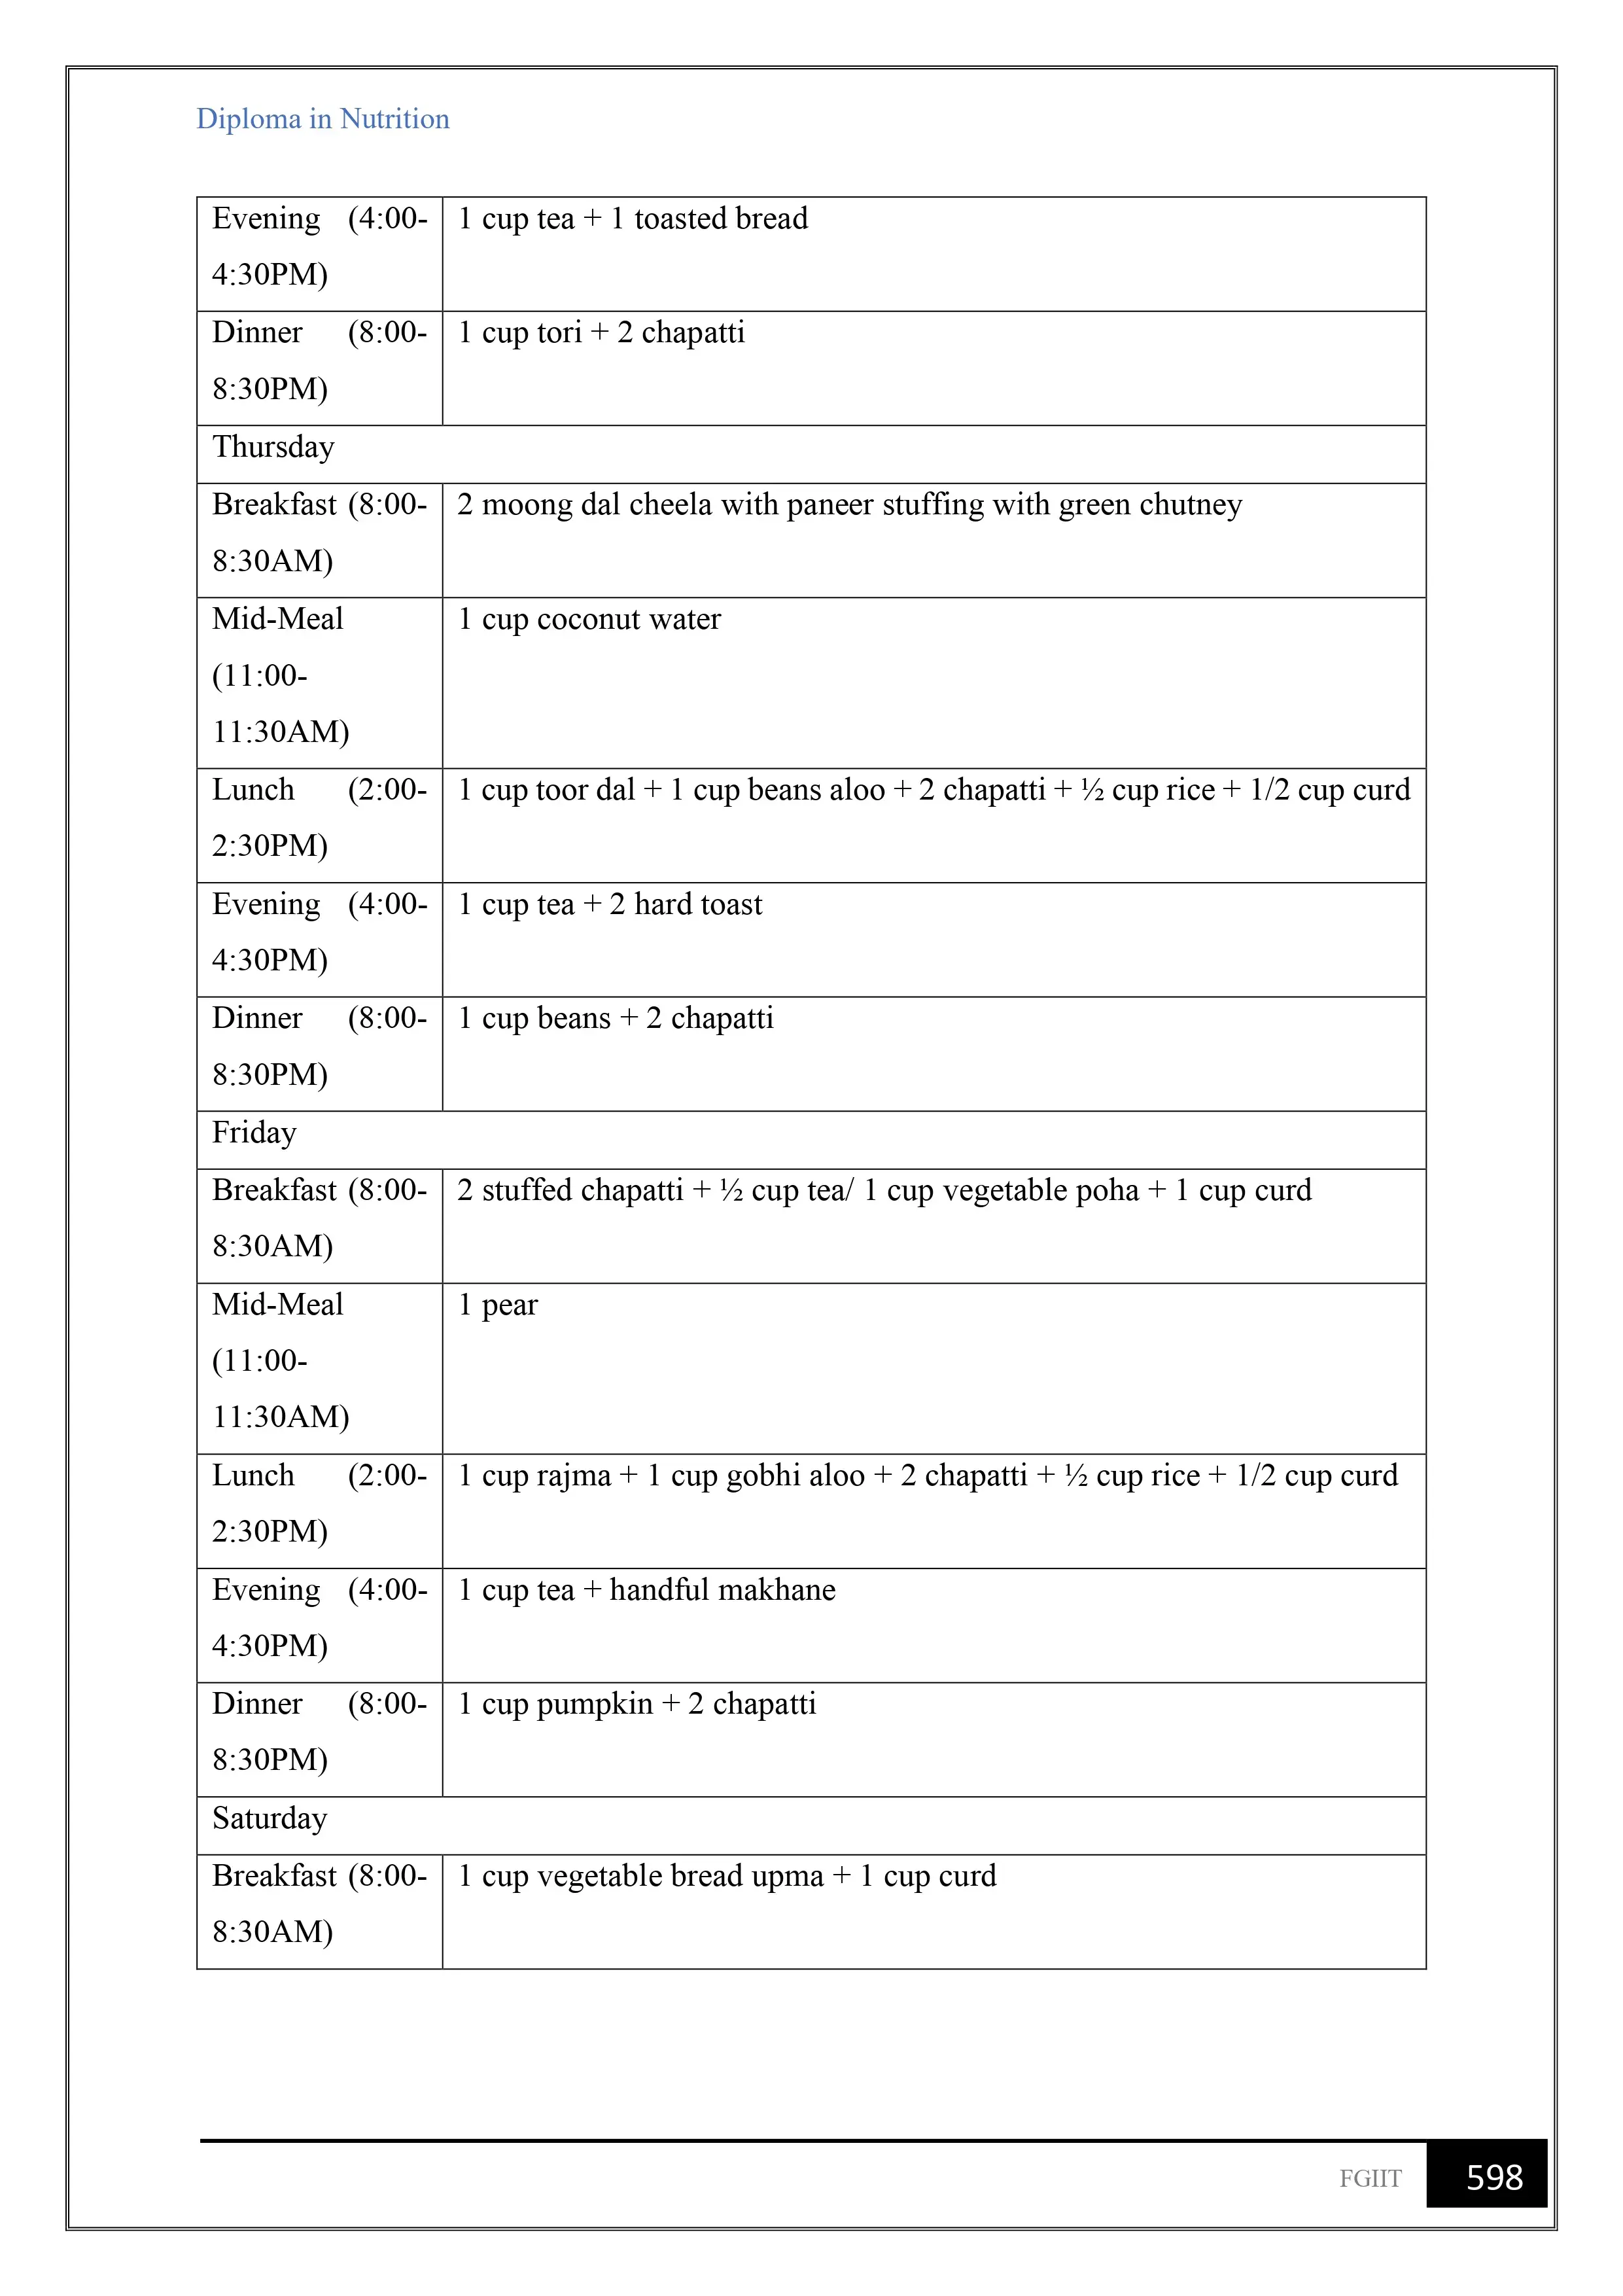 Diploma in Nutrition
Evening (4:00-
4:30PM)
1 cup tea + 1 toasted bread
Dinner (8:00-
8:30PM)
1 cup tori + 2 chapatti
Thursday
Breakfast (8:00-
8:30AM)
2 moong dal cheela with paneer stuffing with green chutney
Mid-Meal
(11:00-
11:30AM)
1 cup coconut water
Lunch (2:00-
2:30PM)
1 cup toor dal + 1 cup beans aloo + 2 chapatti + ½ cup rice + 1/2 cup curd
Evening (4:00-
4:30PM)
1 cup tea + 2 hard toast
Dinner (8:00-
8:30PM)
1 cup beans + 2 chapatti
Friday
Breakfast (8:00-
8:30AM)
2 stuffed chapatti + ½ cup tea/ 1 cup vegetable poha + 1 cup curd
Mid-Meal
(11:00-
11:30AM)
1 pear
Lunch (2:00-
2:30PM)
1 cup rajma + 1 cup gobhi aloo + 2 chapatti + ½ cup rice + 1/2 cup curd
Evening (4:00-
4:30PM)
1 cup tea + handful makhane
Dinner (8:00-
8:30PM)
1 cup pumpkin + 2 chapatti
Saturday
Breakfast (8:00-
8:30AM)
1 cup vegetable bread upma + 1 cup curd
FGIIT 598